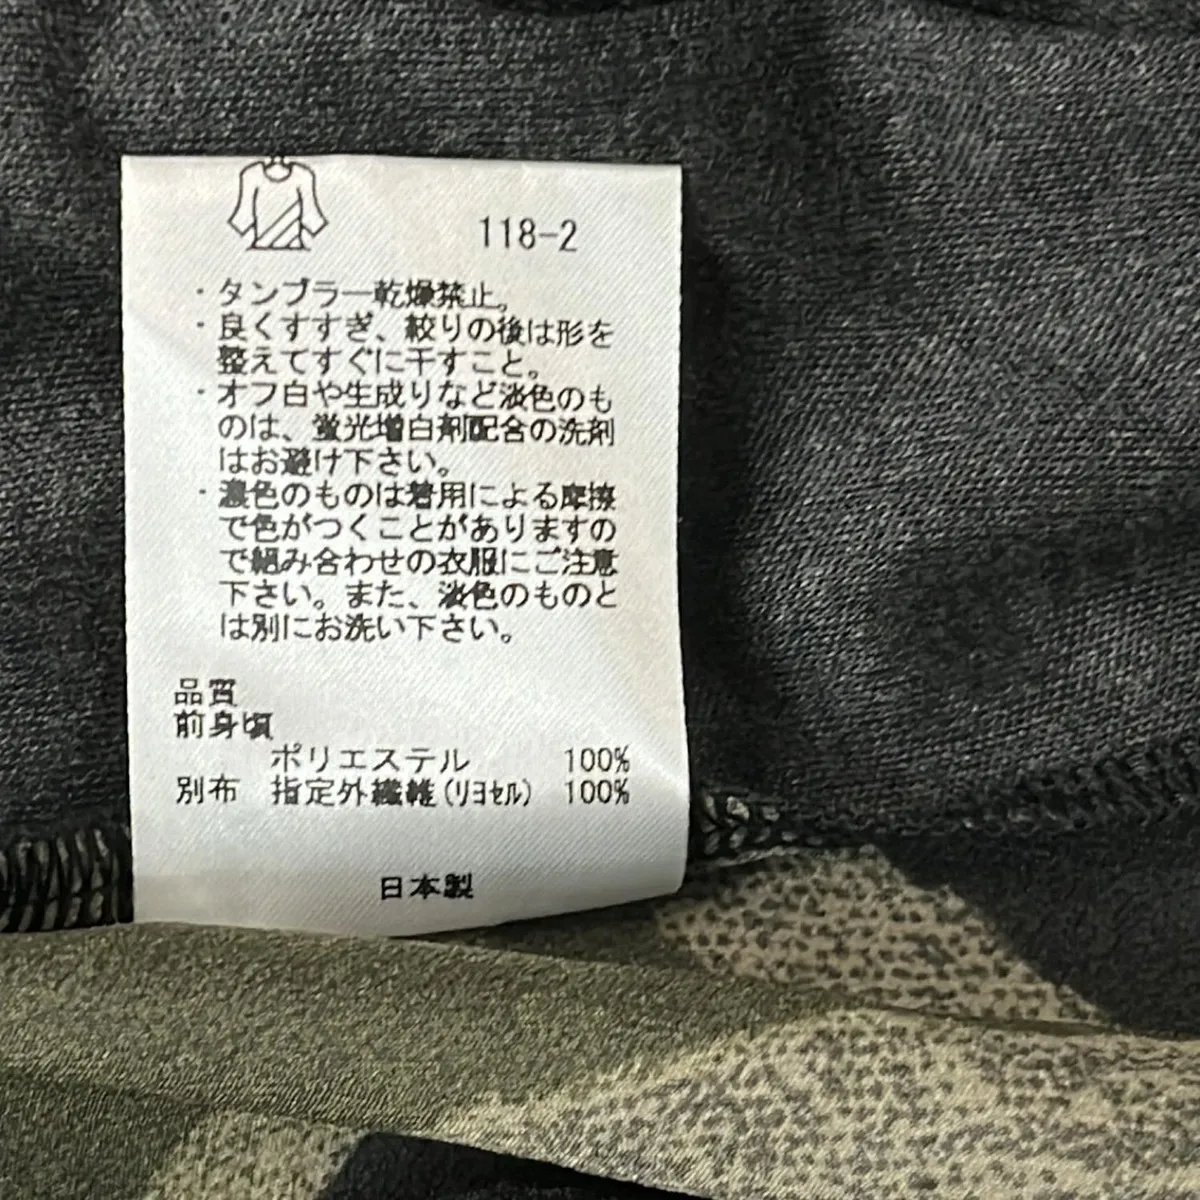 118-2
・タンブラー乾燥禁止。
・良くすすぎ、絞りの後は形を
整えてすぐに干すこと。
・オフ白や生成りなど淡色のも
のは、蛍光増白剤配合の洗剤
はお避け下さい。
・濃色のものは着用による摩擦
で色がつくことがありますの
で組み合わせの衣服にご注意
下さい。また、淡色のものと
は別にお洗い下さい。
品質
前身頃
ポリエステル 100%
別布 指定外繊維(リヨセル) 100%
日本製